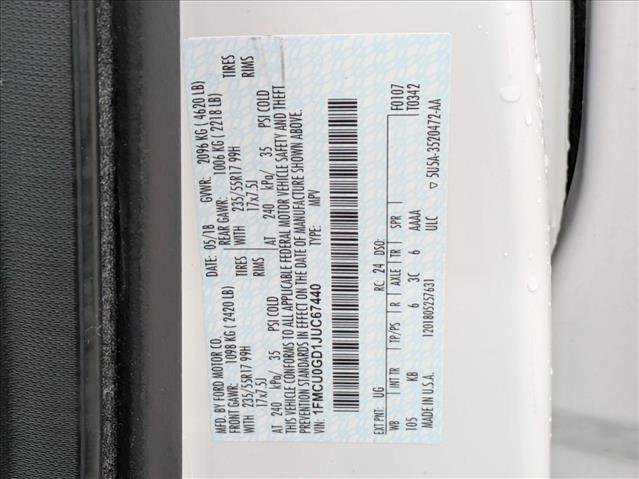 MFD. BY FORD MOTOR CO.
DATE: 05/18
GVWR: 2096 KG ( 4620 LB)
FRONT GAWR: 1098 KG ( 2420 LB)
REAR GAWR: 1006 KG ( 2218 LB)
WITH 235/55R17 99H TIRES
17x7.5J RIMS
AT 240 kPa/ 35 PSI COLD
WITH 235/55R17 99H TIRES
17x7.5J RIMS
AT 240 kPa/ 35 PSI COLD
THIS VEHICLE CONFORMS TO ALL APPLICABLE FEDERAL MOTOR VEHICLE SAFETY AND THEFT
PREVENTION STANDARDS IN EFFECT ON THE DATE OF MANUFACTURE SHOWN ABOVE.
VIN: 1FMCU0GD1JUC67440
TYPE: MPV
F0107
T0342
EXT PNT: UG RC: 24 DSO:
WB INT TR TP/PS R AXLE TR SPR
105 KB 6 3C 6 AAAA
ULC
▽ 5U5A-3520472-AA
MADE IN U.S.A. 1201805257631